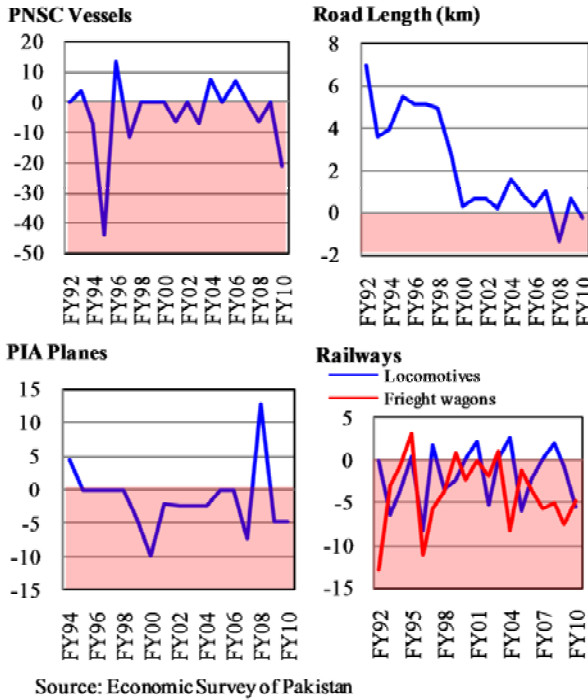 PNSC Vessels
20
10
0
-10
-20
-30
-40
-50
FY92
FY94
FY96
FY98
FY00
FY02
FY04
FY06
FY08
FY10
Road Length (km)
8
6
4
2
0
-2
FY92
FY94
FY96
FY98
FY00
FY02
FY04
FY06
FY08
FY10
PIA Planes
15
10
5
0
-5
-10
-15
FY94
FY96
FY98
FY00
FY02
FY04
FY06
FY08
FY10
Railways
Locomotives
Frieght wagons
5
0
-5
-10
-15
FY92
FY95
FY98
FY01
FY04
FY07
FY10
Source: Economic Survey of Pakistan